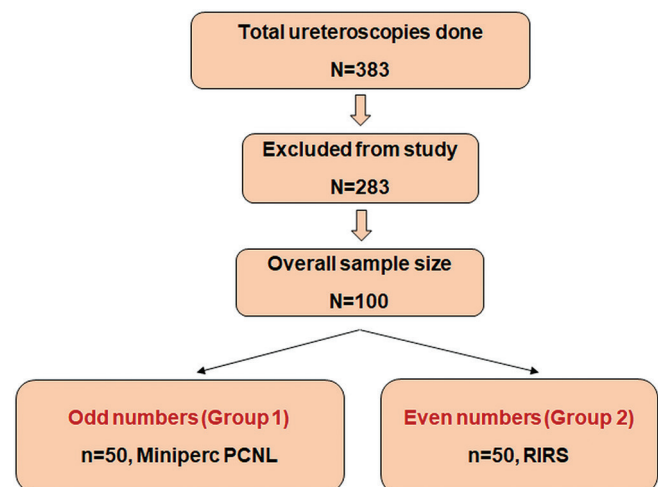 Total ureteroscopies done
N=383
Excluded from study
N=283
Overall sample size
N=100
Odd numbers (Group 1)
n=50, Miniperc PCNL
Even numbers (Group 2)
n=50, RIRS